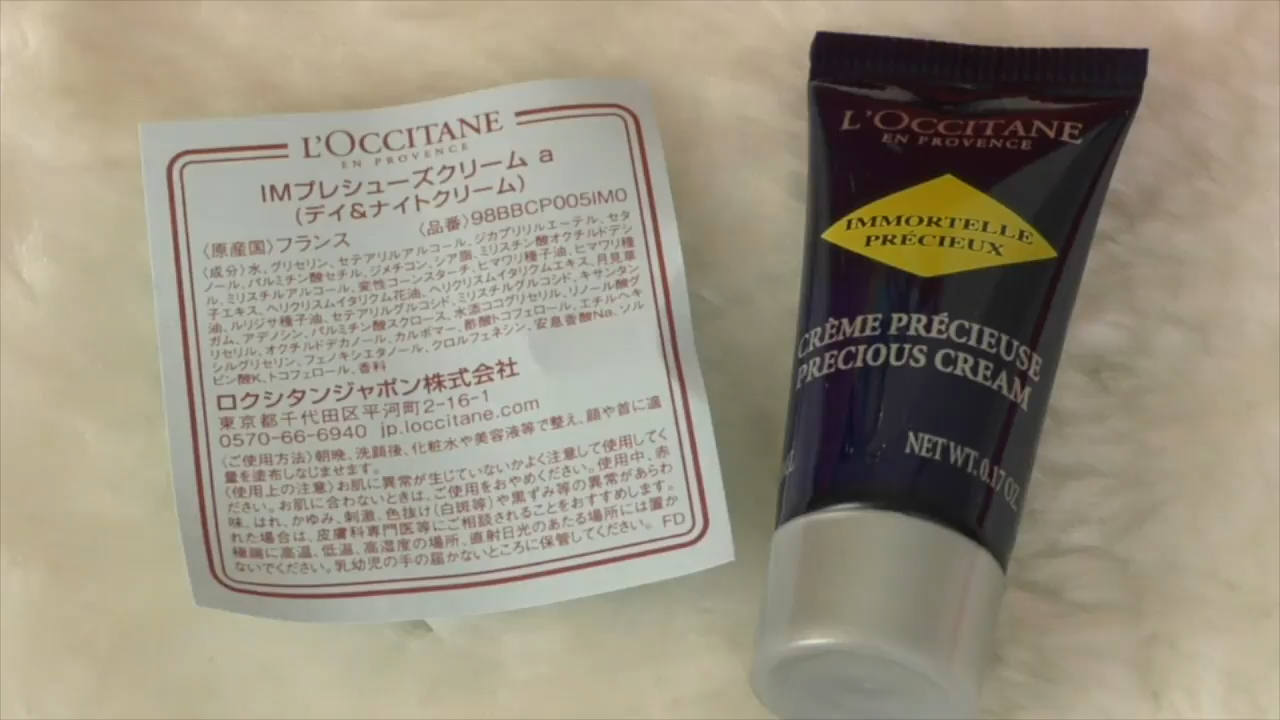 L'OCCITANE
EN PROVENCE
IMプレシューズクリーム a
(デイ&ナイトクリーム)
〈品番〉98BBCP005IM0
〈原産国〉フランス
〈成分〉水、グリセリン、セテアリルアルコール、ジカプリリルエーテル、セタ
ノール、パルミチン酸セチル、ジメチコン、シア脂、ミリスチン酸オクチルドデシ
ル、ミリスチルアルコール、変性コーンスターチ、ヒマワリ種子油、ヒマワリ種
子エキス、ヘリクリスムイタリクム花油、ヘリクリスムイタリクムエキス、月見草
油、ルリジサ種子油、セテアリルグルコシド、ミリスチルグルコシド、キサンタン
ガム、アデノシン、パルミチン酸スクロース、水添ココグリセリル、リノール酸グ
リセリル、オクチルドデカノール、カルボマー、酢酸トコフェロール、エチルヘキ
シルグリセリン、フェノキシエタノール、クロルフェネシン、安息香酸Na、ソル
ビン酸K、トコフェロール、香料
ロクシタンジャポン株式会社
東京都千代田区平河町2-16-1
0570-66-6940 jp.loccitane.com
〈ご使用方法〉朝晩、洗顔後、化粧水や美容液等で整え、顔や首に適
量を塗布しなじませます。
〈使用上の注意〉お肌に異常が生じていないかよく注意して使用してく
ださい。お肌に合わないときは、ご使用をおやめください。使用中、赤
味、はれ、かゆみ、刺激、色抜け(白斑等)や黒ずみ等の異常があらわ
れた場合は、皮膚科専門医等にご相談されることをおすすめします。
極端に高温、低温、高湿度の場所、直射日光のあたる場所には置か
ないでください。乳幼児の手の届かないところに保管してください。 FD
L'OCCITANE
EN PROVENCE
IMMORTELLE
PRÉCIEUX
CRÈME PRÉCIEUSE
PRECIOUS CREAM
NET WT. 0.17 OZ.